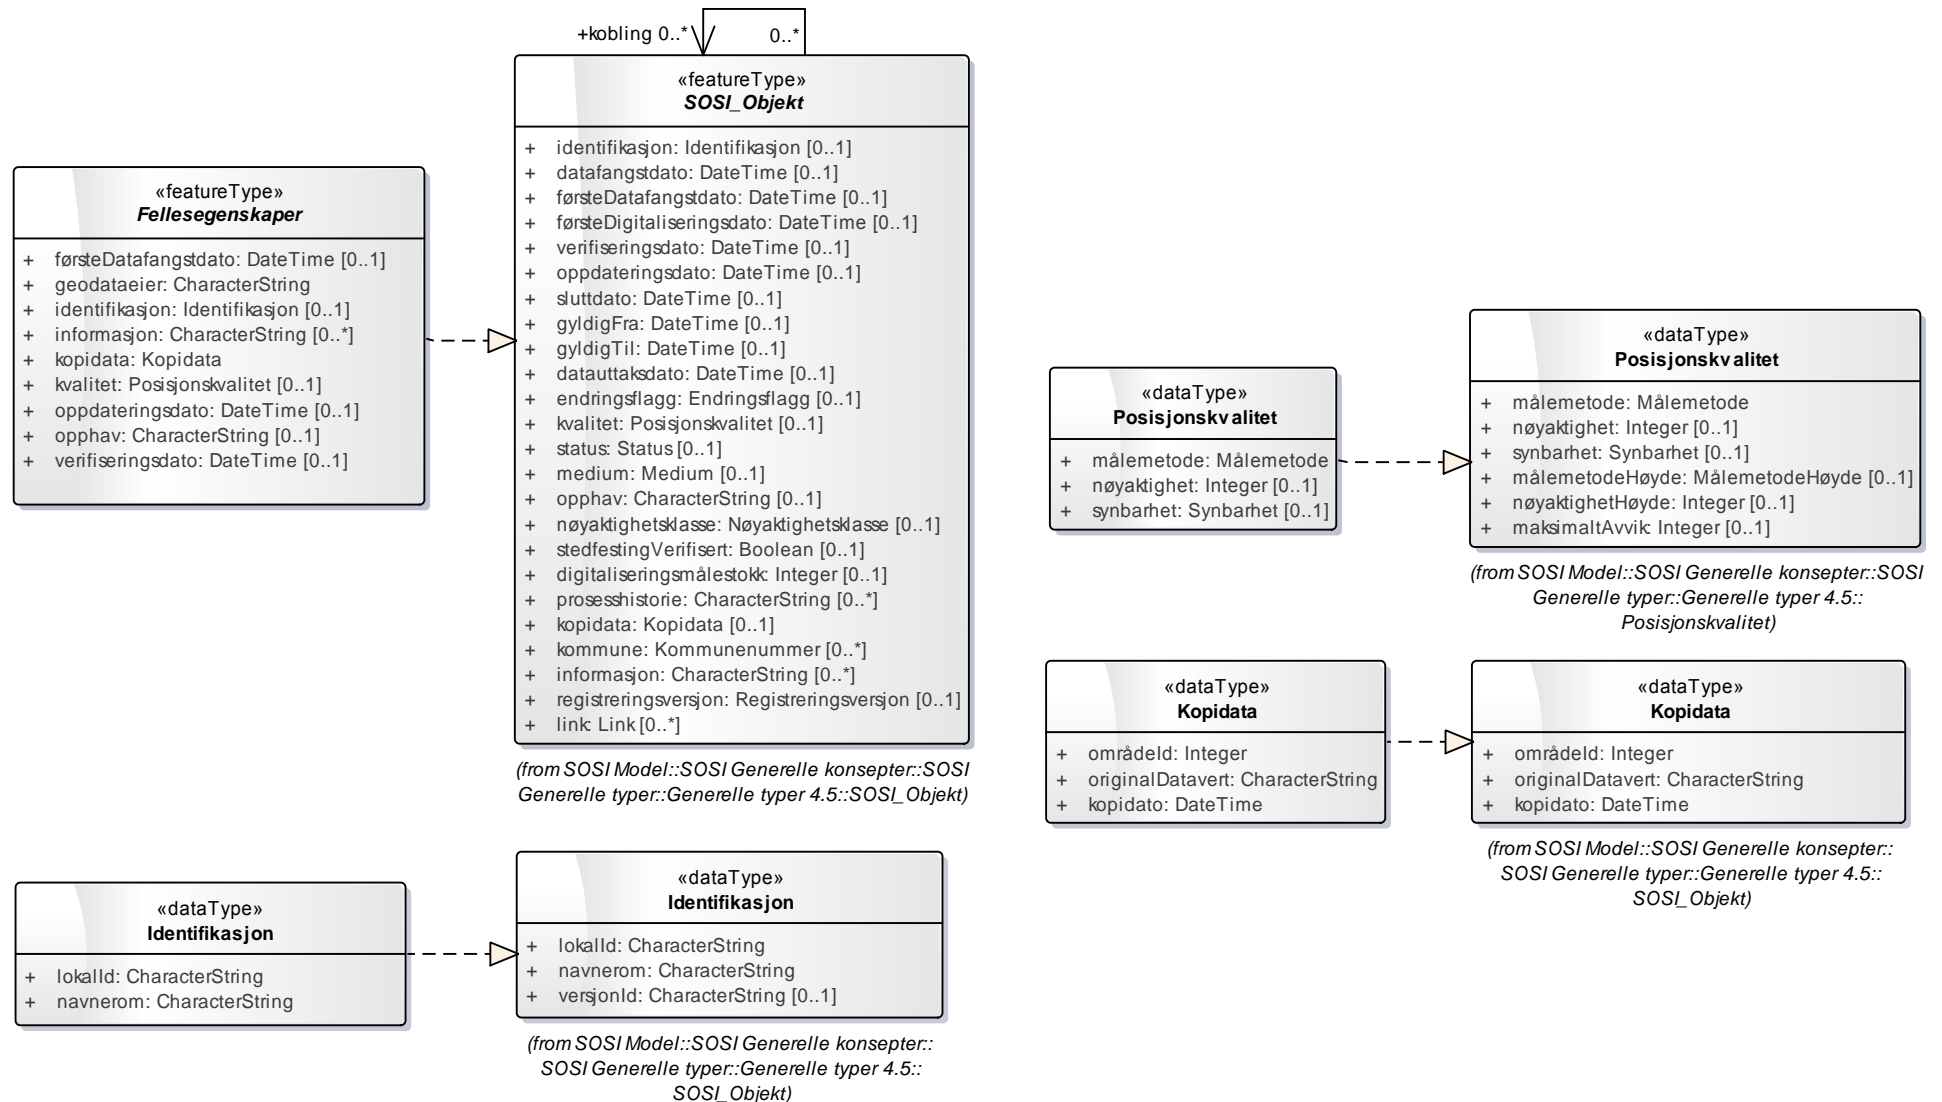 +kobling 0..*
0..*
«featureType»
SOSI_Objekt
+ identifikasjon: Identifikasjon [0..1]
+ datafangstdato: DateTime [0..1]
+ førsteDatafangstdato: DateTime [0..1]
+ førsteDigitaliseringsdato: DateTime [0..1]
+ verifiseringsdato: DateTime [0..1]
+ oppdateringsdato: DateTime [0..1]
+ sluttdato: DateTime [0..1]
+ gyldigFra: DateTime [0..1]
+ gyldigTil: DateTime [0..1]
+ datauttaksdato: DateTime [0..1]
+ endringsflagg: Endringsflagg [0..1]
+ kvalitet: Posisjonskvalitet [0..1]
+ status: Status [0..1]
+ medium: Medium [0..1]
+ opphav: CharacterString [0..1]
+ nøyaktighetsklasse: Nøyaktighetsklasse [0..1]
+ stedfestingVerifisert: Boolean [0..1]
+ digitaliseringsmålestokk: Integer [0..1]
+ prosesshistorie: CharacterString [0..*]
+ kopidata: Kopidata [0..1]
+ kommune: Kommunenummer [0..*]
+ informasjon: CharacterString [0..*]
+ registreringsversjon: Registreringsversjon [0..1]
+ link: Link [0..*]
(from SOSI Model::SOSI Generelle konsepter::SOSI
Generelle typer::Generelle typer 4.5::SOSI_Objekt)
«featureType»
Fellesegenskaper
+ førsteDatafangstdato: DateTime [0..1]
+ geodataeier: CharacterString
+ identifikasjon: Identifikasjon [0..1]
+ informasjon: CharacterString [0..*]
+ kopidata: Kopidata
+ kvalitet: Posisjonskvalitet [0..1]
+ oppdateringsdato: DateTime [0..1]
+ opphav: CharacterString [0..1]
+ verifiseringsdato: DateTime [0..1]
«dataType»
Posisjonskvalitet
+ målemetode: Målemetode
+ nøyaktighet: Integer [0..1]
+ synbarhet: Synbarhet [0..1]
«dataType»
Posisjonskvalitet
+ målemetode: Målemetode
+ nøyaktighet: Integer [0..1]
+ synbarhet: Synbarhet [0..1]
+ målemetodeHøyde: MålemetodeHøyde [0..1]
+ nøyaktighetHøyde: Integer [0..1]
+ maksimaltAvvik: Integer [0..1]
(from SOSI Model::SOSI Generelle konsepter::SOSI
Generelle typer::Generelle typer 4.5::
Posisjonskvalitet)
«dataType»
Kopidata
+ områdeId: Integer
+ originalDatavert: CharacterString
+ kopidato: DateTime
«dataType»
Kopidata
+ områdeId: Integer
+ originalDatavert: CharacterString
+ kopidato: DateTime
(from SOSI Model::SOSI Generelle konsepter::
SOSI Generelle typer::Generelle typer 4.5::
SOSI_Objekt)
«dataType»
Identifikasjon
+ lokalId: CharacterString
+ navnerom: CharacterString
«dataType»
Identifikasjon
+ lokalId: CharacterString
+ navnerom: CharacterString
+ versjonId: CharacterString [0..1]
(from SOSI Model::SOSI Generelle konsepter::
SOSI Generelle typer::Generelle typer 4.5::
SOSI_Objekt)